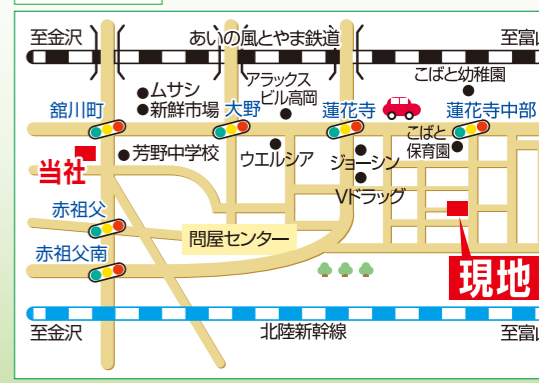 至金沢
あいの風とやま鉄道
至富山
ムサシ
新鮮市場
アラックス
ビル高岡
こばと幼稚園
舘川町
大野
蓮花寺
蓮花寺中部
芳野中学校
ウエルシア
ジョーシン
こばと
保育園
当社
Vドラッグ
赤祖父
問屋センター
赤祖父南
現地
至金沢
北陸新幹線
至富山